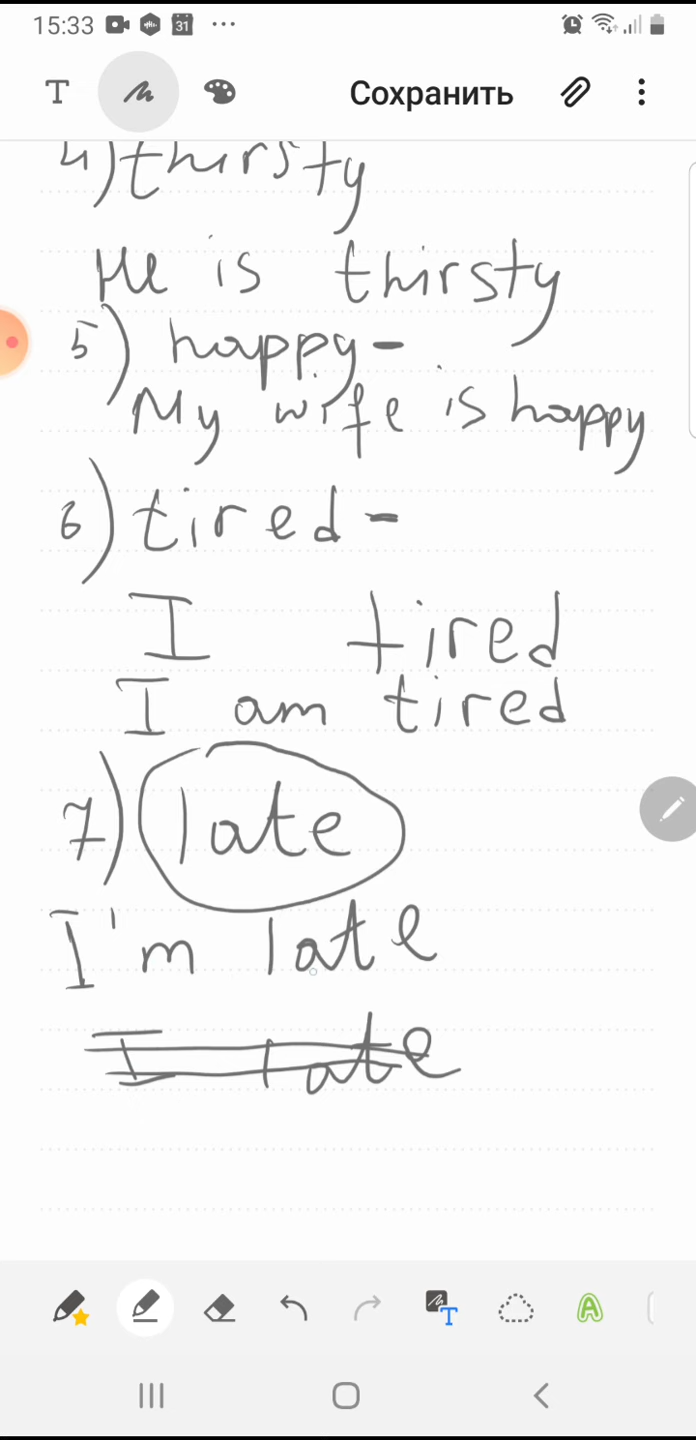 15:33 31 ...
T Сохранить
4) thirsty
He is thirsty
5) happy-
My wife is happy
6) tired-
I tired
I am tired
7) late
I'm late
I late
T A